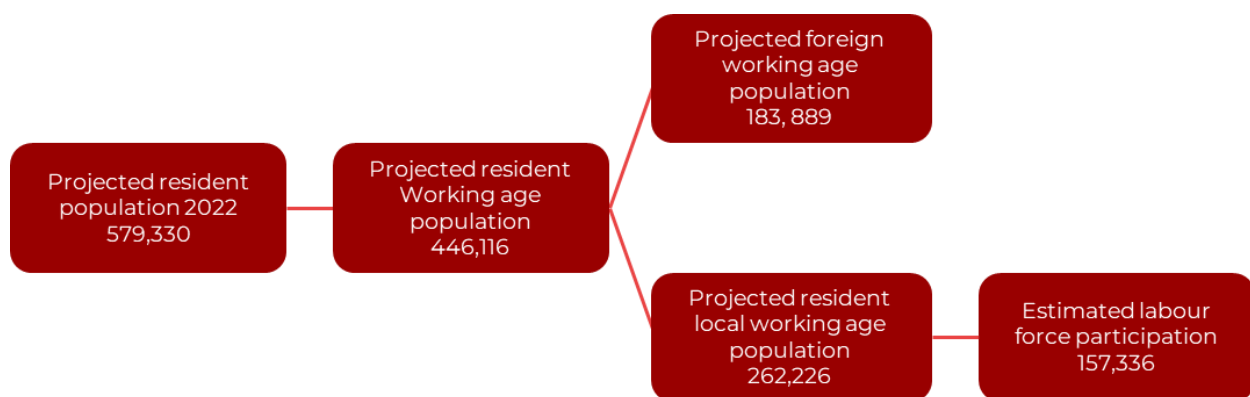 Projected resident
population 2022
579,330
Projected resident
Working age
population
446,116
Projected foreign
working age
population
183, 889
Projected resident
local working age
population
262,226
Estimated labour
force participation
157,336